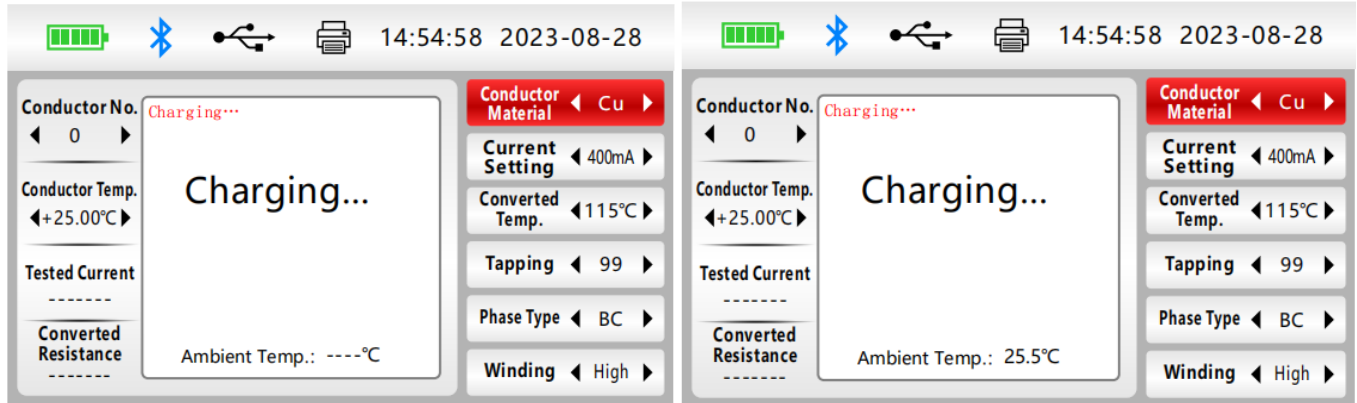 14:54:58 2023-08-28
Conductor No.
0
Conductor Temp.
+25.00℃
Tested Current
-------
Converted
Resistance
-------
Charging···
Charging...
Ambient Temp.: ----℃
Conductor
Material
Cu
Current
Setting
400mA
Converted
Temp.
115℃
Tapping
99
Phase Type
BC
Winding
High
14:54:58 2023-08-28
Conductor No.
0
Conductor Temp.
+25.00℃
Tested Current
-------
Converted
Resistance
-------
Charging···
Charging...
Ambient Temp.: 25.5℃
Conductor
Material
Cu
Current
Setting
400mA
Converted
Temp.
115℃
Tapping
99
Phase Type
BC
Winding
High